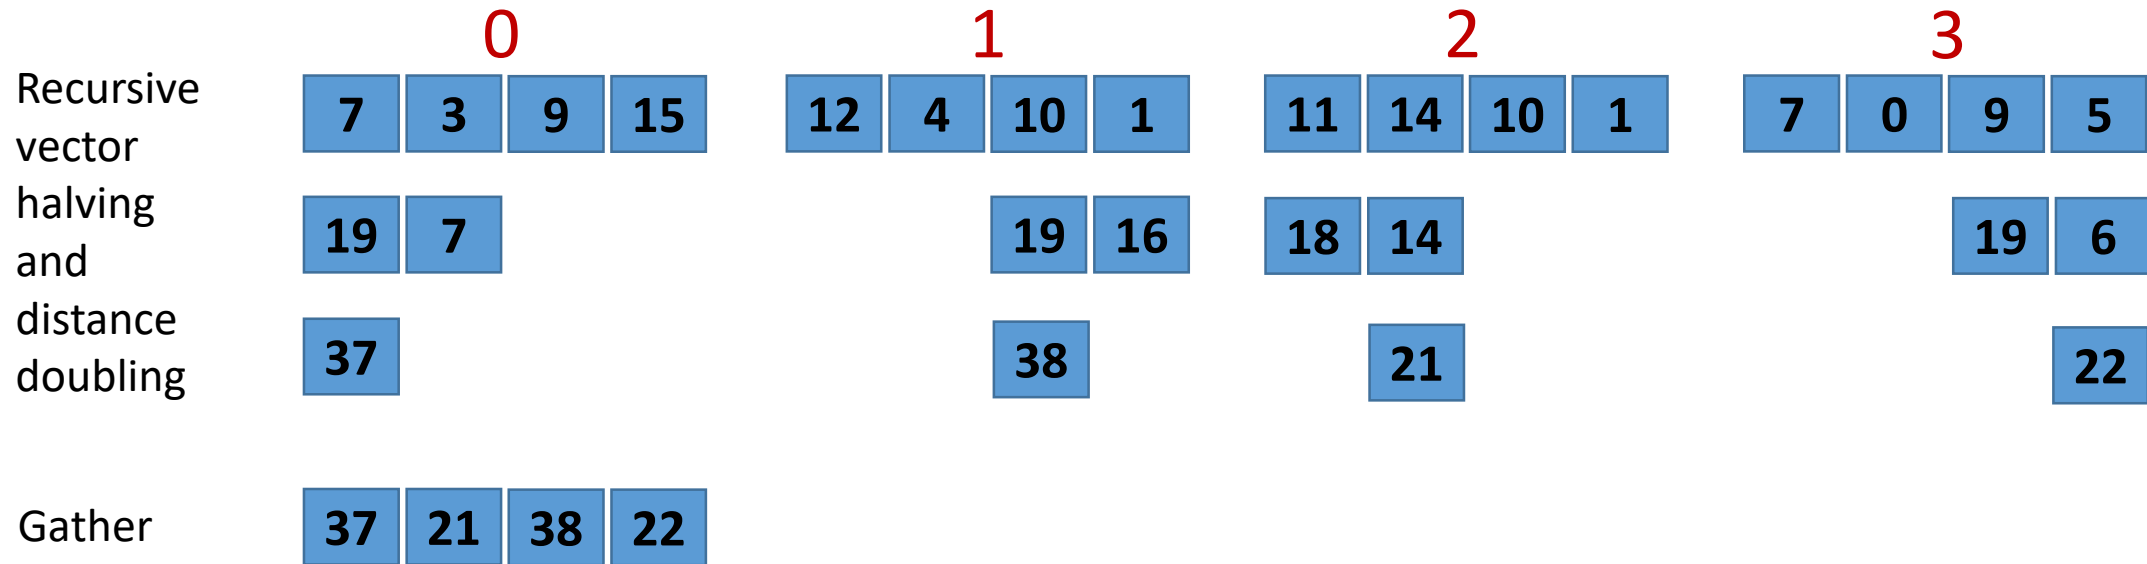 0 1 2 3
Recursive
vector
halving
and
distance
doubling
7 3 9 15 12 4 10 1 11 14 10 1 7 0 9 5
19 7 19 16 18 14 19 6
37 38 21 22
Gather 37 21 38 22